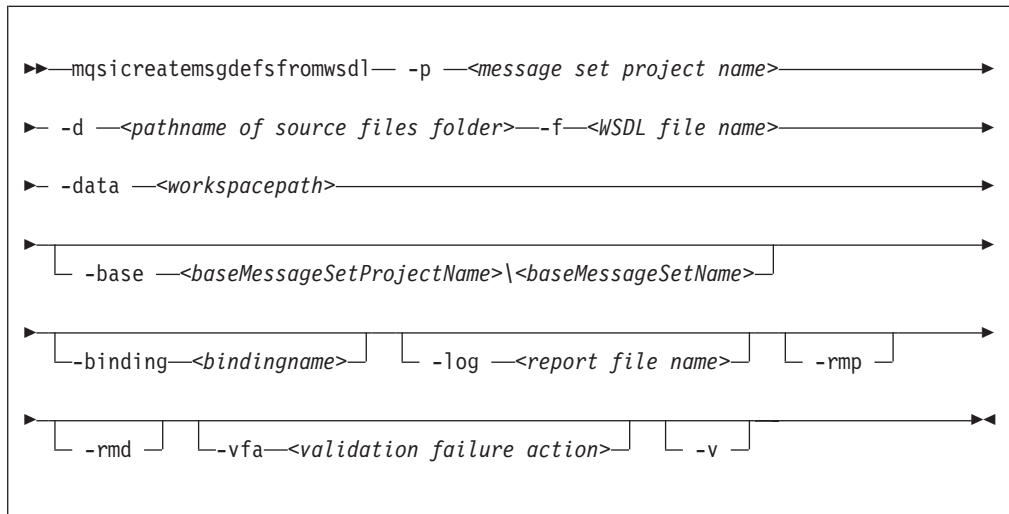 mqsicreatemsgdefsfromwsdl -p <message set project name>
-d <pathname of source files folder> -f <WSDL file name>
-data <workspacepath>
-base <baseMessageSetProjectName>\<baseMessageSetName>
-binding <bindingname> -log <report file name> -rmp
-rmd -vfa <validation failure action> -v